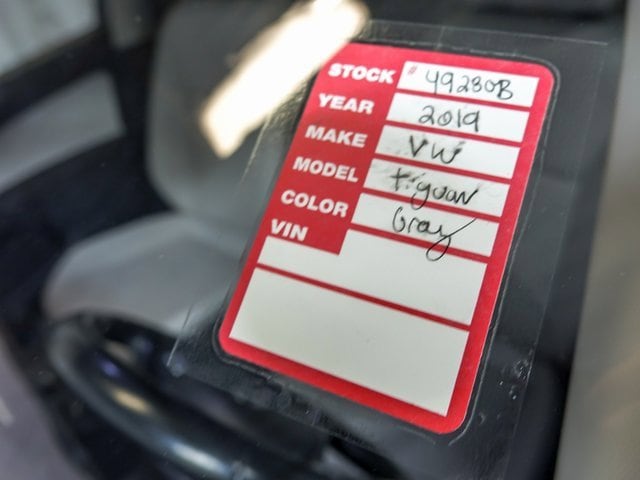 STOCK # 49280B
YEAR 2019
MAKE VW
MODEL tiguan
COLOR Gray
VIN